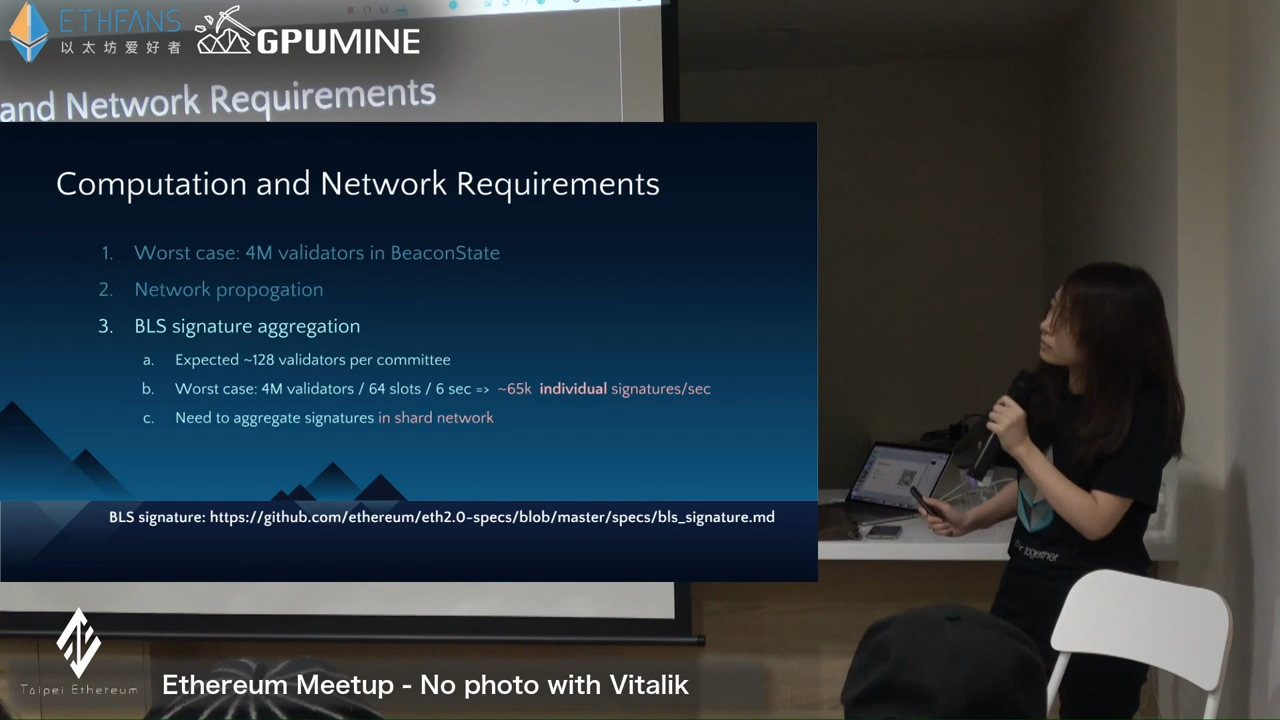 ETHFANS
以太坊爱好者
GPUMINE
and Network Requirements
Computation and Network Requirements
1. Worst case: 4M validators in BeaconState
2. Network propogation
3. BLS signature aggregation
a. Expected ~128 validators per committee
b. Worst case: 4M validators / 64 slots / 6 sec => ~65k individual signatures/sec
c. Need to aggregate signatures in shard network
BLS signature: https://github.com/ethereum/eth2.0-specs/blob/master/specs/bls_signature.md
together
Taipei Ethereum
Ethereum Meetup - No photo with Vitalik